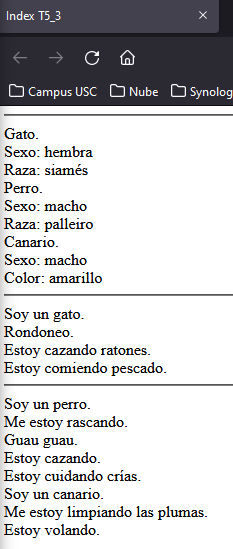 Index T5_3
Campus USC
Nube
Synolog
Gato.
Sexo: hembra
Raza: siamés
Perro.
Sexo: macho
Raza: palleiro
Canario.
Sexo: macho
Color: amarillo
Soy un gato.
Rondoneo.
Estoy cazando ratones.
Estoy comiendo pescado.
Soy un perro.
Me estoy rascando.
Guau guau.
Estoy cazando.
Estoy cuidando crías.
Soy un canario.
Me estoy limpiando las plumas.
Estoy volando.